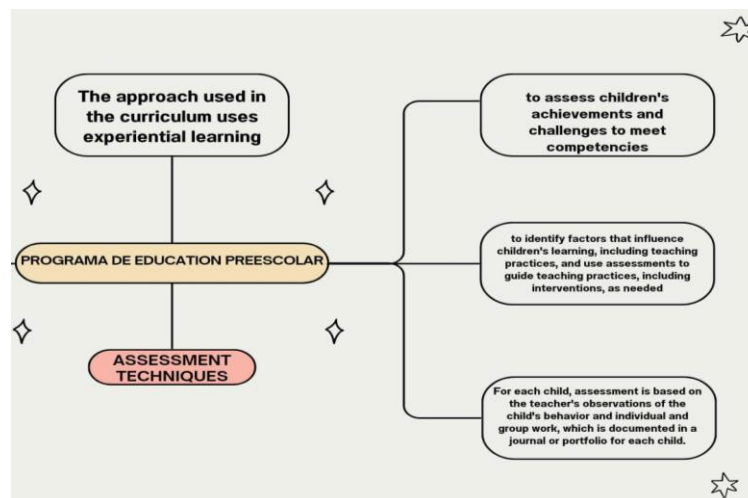 The approach used in
the curriculum uses
experiential learning
PROGRAMA DE EDUCATION PREESCOLAR
ASSESSMENT
TECHNIQUES
to assess children's
achievements and
challenges to meet
competencies
to identify factors that influence
children's learning, including teaching
practices, and use assessments to
guide teaching practices, including
interventions, as needed
For each child, assessment is based on
the teacher's observations of the
child's behavior and individual and
group work, which is documented in a
journal or portfolio for each child.